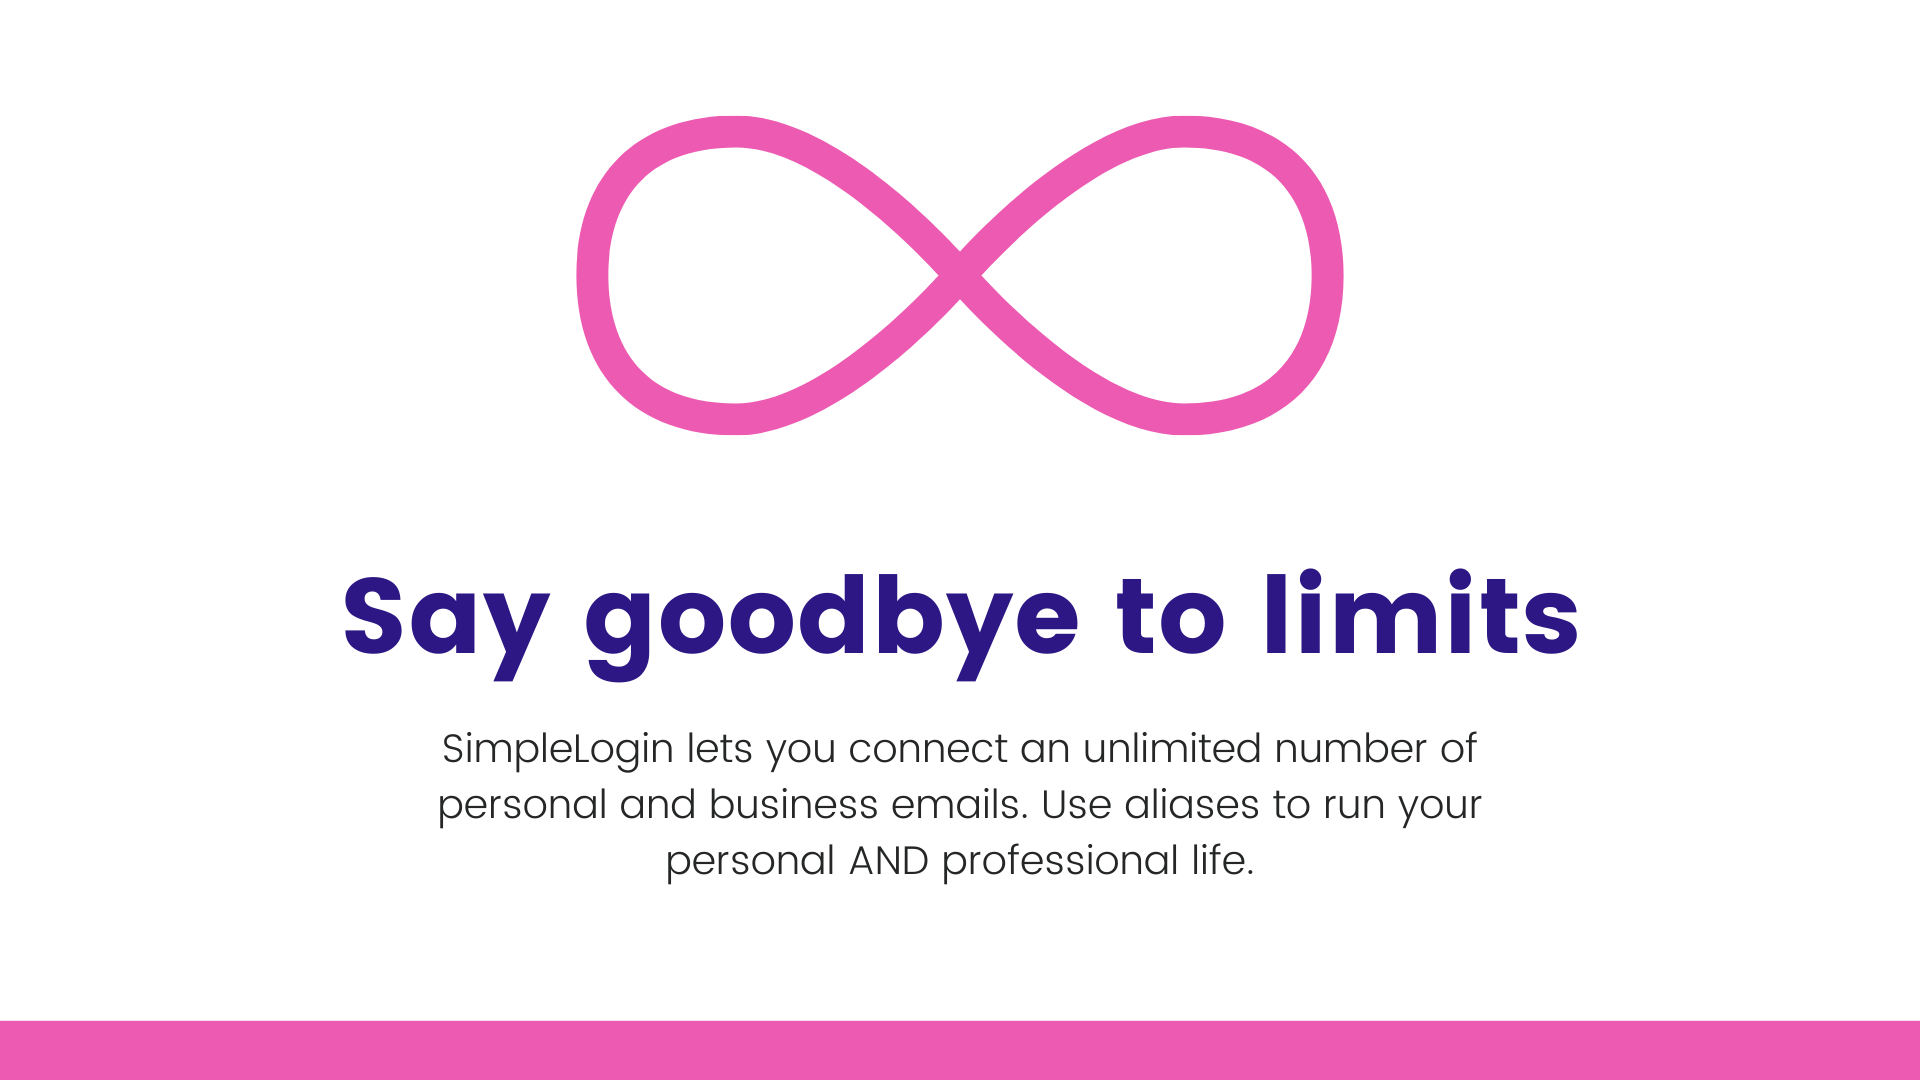 Say goodbye to limits
SimpleLogin lets you connect an unlimited number of
personal and business emails. Use aliases to run your
personal AND professional life.